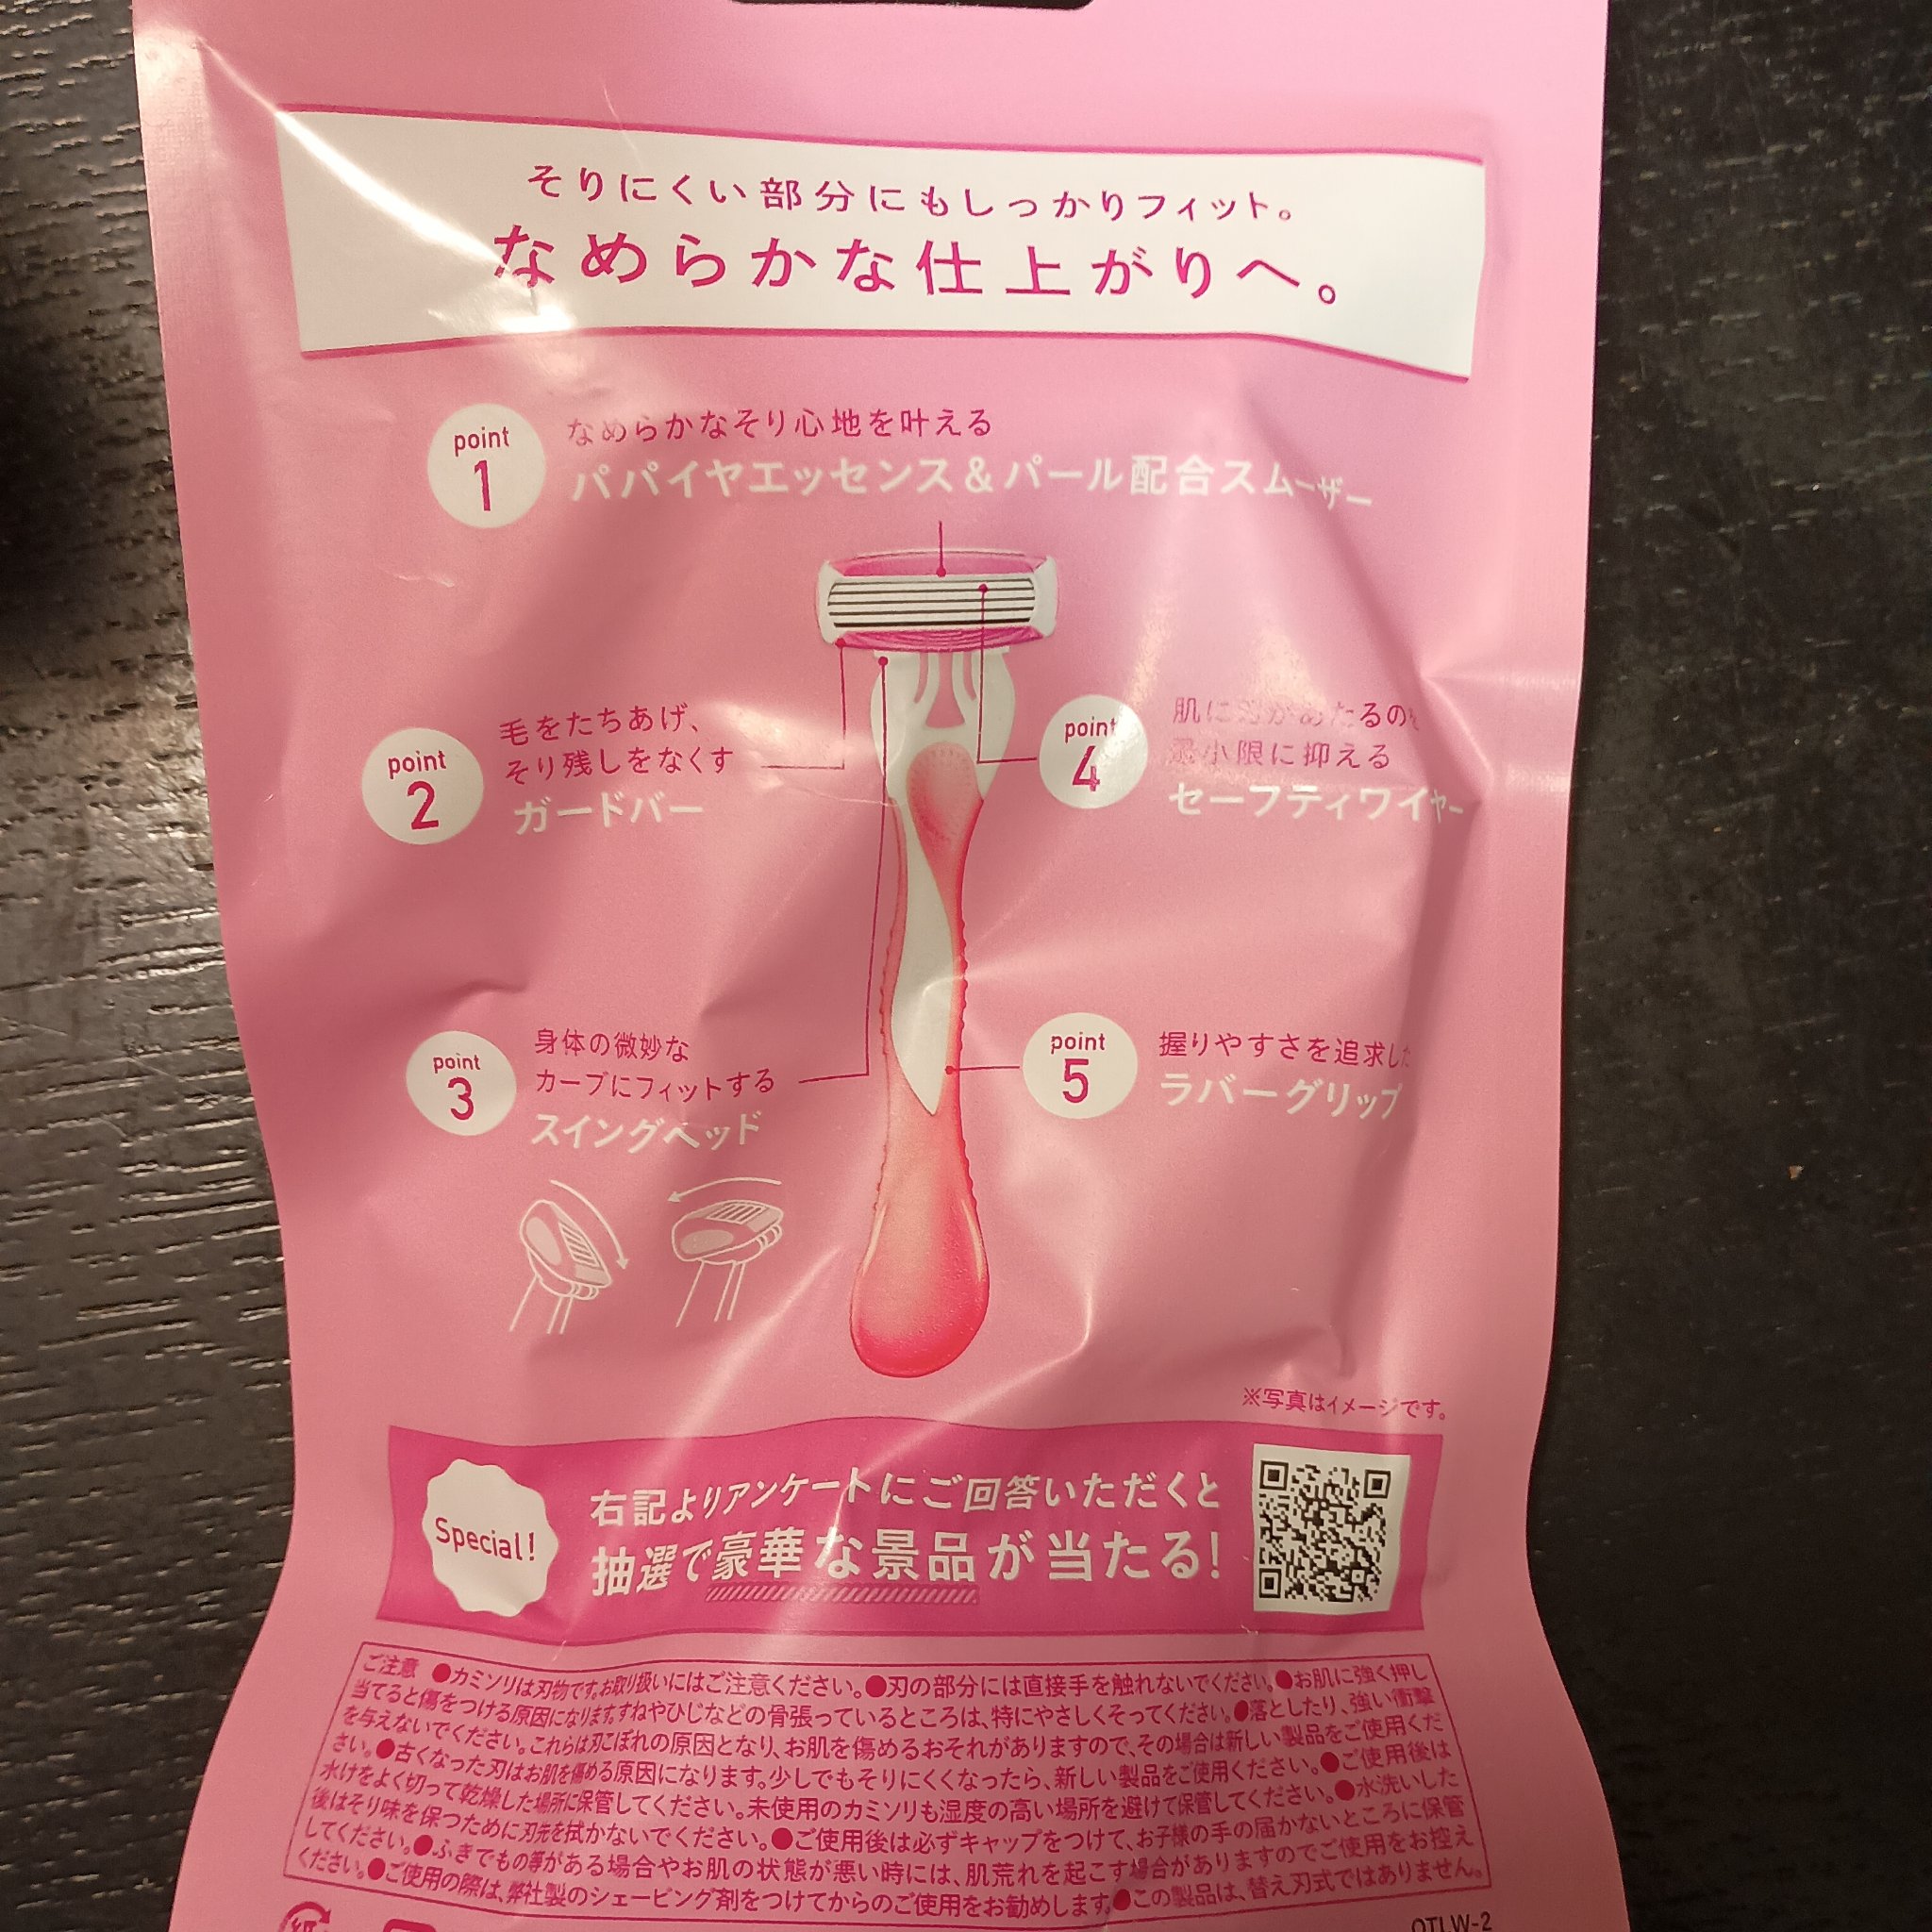 そりにくい部分にもしっかりフィット。
なめらかな仕上がりへ。
point
1
なめらかなそり心地を叶える
パパイヤエッセンス&パール配合スムーザー
point
2
毛をたちあげ、
そり残しをなくす
ガードバー
point
4
肌に刃があたるのを
最小限に抑える
セーフティワイヤー
point
3
身体の微妙な
カーブにフィットする
スイングヘッド
point
5
握りやすさを追求した
ラバーグリップ
※写真はイメージです。
Special!
右記よりアンケートにご回答いただくと
抽選で豪華な景品が当たる!
ご注意 ●カミソリは刃物です。お取り扱いにはご注意ください。●刃の部分には直接手を触れないでください。●お肌に強く押し
当てると傷をつける原因になります。すねやひじなどの骨張っているところは、特にやさしくそってください。●落としたり、強い衝撃
を与えないでください。これらは刃こぼれの原因となり、お肌を傷めるおそれがありますので、その場合は新しい製品をご使用くだ
さい。●古くなった刃はお肌を傷める原因になります。少しでもそりにくくなったら、新しい製品をご使用ください。●ご使用後は
水けをよく切って乾燥した場所に保管してください。未使用のカミソリも湿度の高い場所を避けて保管してください。●水洗いした
後はそり味を保つために刃先を拭かないでください。●ご使用後は必ずキャップをつけて、お子様の手の届かないところに保管
してください。●ふきでもの等がある場合やお肌の状態が悪い時には、肌荒れを起こす場合がありますのでご使用をお控え
ください。●ご使用の際は、弊社製のシェービング剤をつけてからのご使用をお勧めします。●この製品は、替え刃式ではありません。
QTLW-2